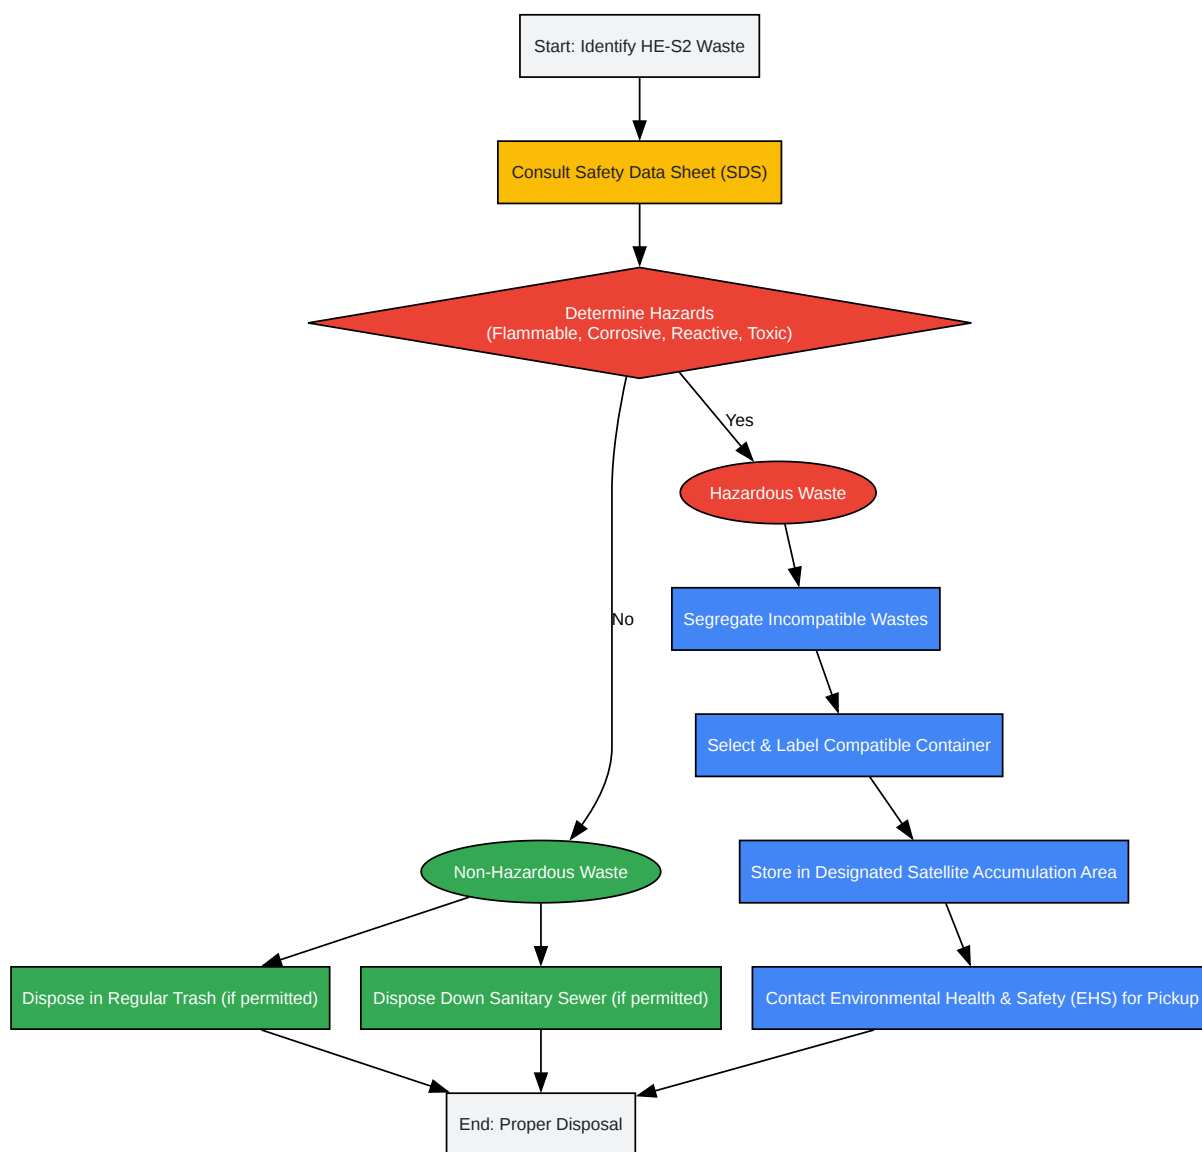 Start: Identify HE-S2 Waste
Consult Safety Data Sheet (SDS)
Determine Hazards
(Flammable, Corrosive, Reactive, Toxic)
Yes
Hazardous Waste
No
Segregate Incompatible Wastes
Select & Label Compatible Container
Non-Hazardous Waste
Store in Designated Satellite Accumulation Area
Dispose in Regular Trash (if permitted)
Dispose Down Sanitary Sewer (if permitted)
Contact Environmental Health & Safety (EHS) for Pickup
End: Proper Disposal